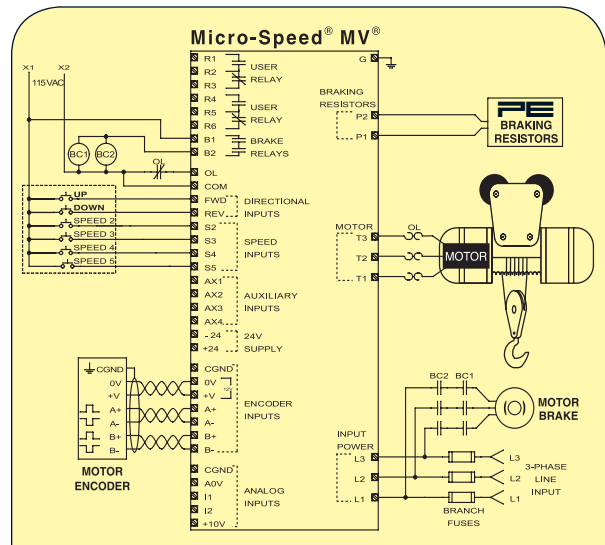 Micro-Speed® MV®
X1 X2
115VAC
BC1 BC2
OL
UP
DOWN
SPEED 2
SPEED 3
SPEED 4
SPEED 5
R1
R2
R3
USER
RELAY
R4
R5
R6
USER
RELAY
B1
B2
BRAKE
RELAYS
OL
COM
FWD
REV
DIRECTIONAL
INPUTS
S2
S3
S4
S5
SPEED
INPUTS
AX1
AX2
AX3
AX4
AUXILIARY
INPUTS
- 24
+24
24V
SUPPLY
CGND
0V
+V
12V
A+
A-
B+
B-
ENCODER
INPUTS
CGND
A0V
I1
I2
+10V
ANALOG
INPUTS
CGND
0V
+V
A+
A-
B+
B-
MOTOR
ENCODER
G
BRAKING
RESISTORS
P2
P1
PE
BRAKING
RESISTORS
MOTOR
T3
T2
T1
OL
MOTOR
BC2 BC1
MOTOR
BRAKE
INPUT
POWER
L3
L2
L1
L3
L2
L1
3-PHASE
LINE
INPUT
BRANCH
FUSES